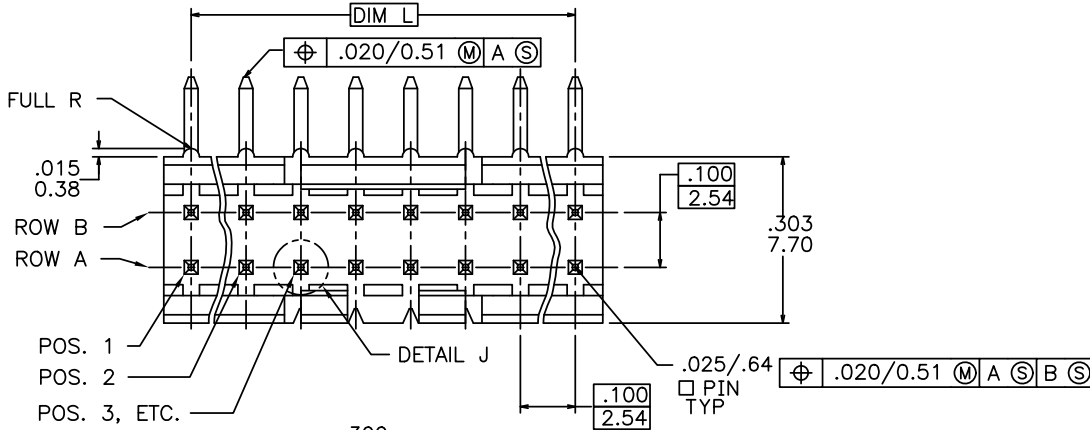 DIM L
⌖ .020/0.51 Ⓜ A Ⓢ
FULL R
.015
0.38
.100
2.54
ROW B
.303
7.70
ROW A
POS. 1
DETAIL J
POS. 2
.025/.64 ⌖ .020/0.51 Ⓜ A Ⓢ B Ⓢ
□ PIN
TYP
POS. 3, ETC.
.100
2.54